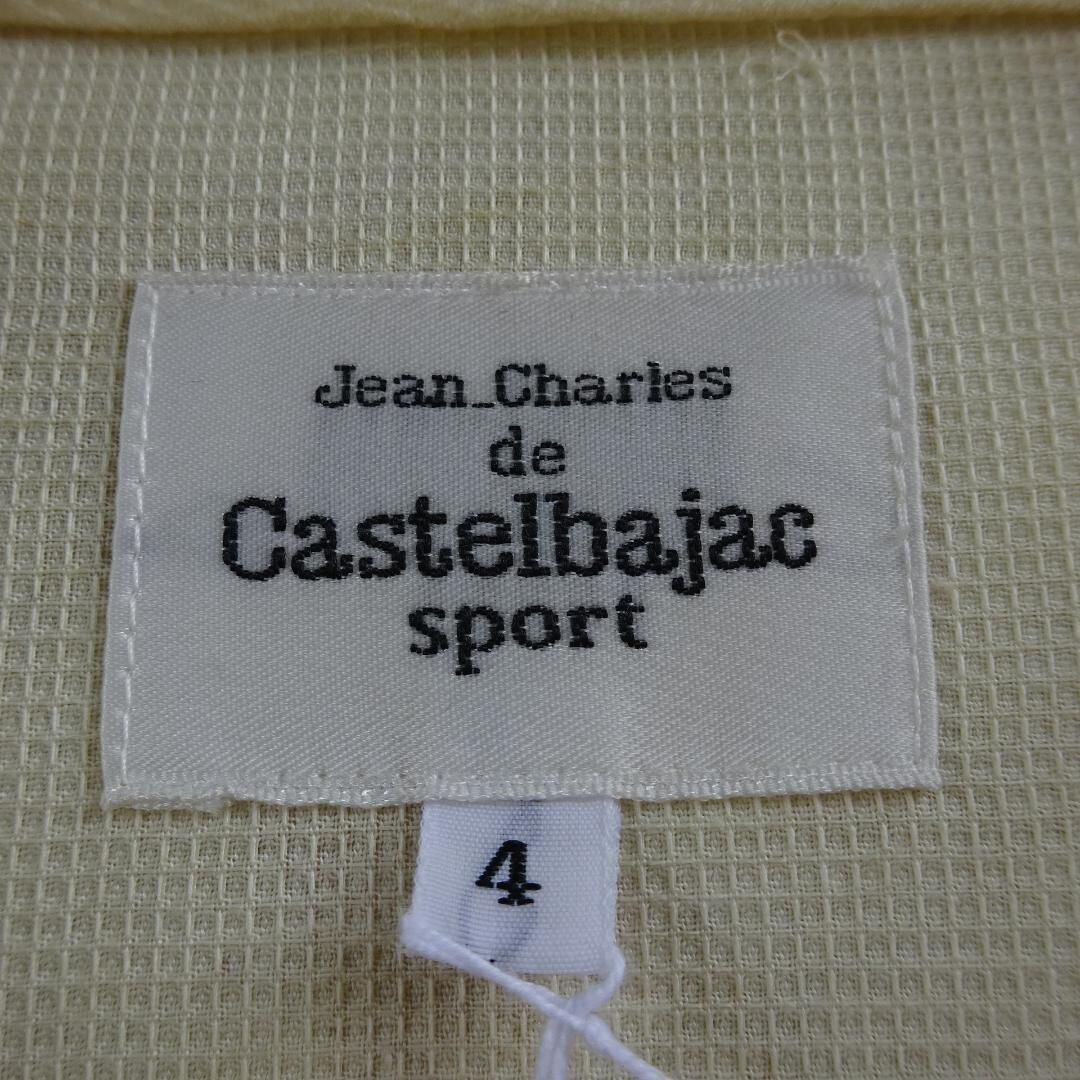 Jean_Charles
de
Castelbajac
sport
4